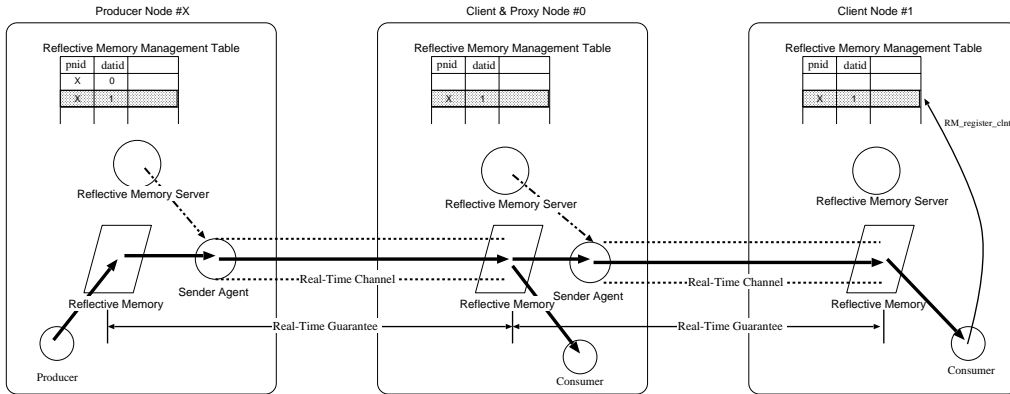 Producer Node #X
Reflective Memory Management Table
pnid datid
X 0
X 1
Reflective Memory Server
Real-Time Channel
Sender Agent
Reflective Memory
Real-Time Guarantee
Producer
Client & Proxy Node #0
Reflective Memory Management Table
pnid datid
X 1
Reflective Memory Server
Real-Time Channel
Sender Agent
Reflective Memory
Real-Time Guarantee
Consumer
Client Node #1
Reflective Memory Management Table
pnid datid
X 1
RM_register_clnt
Reflective Memory Server
Reflective Memory
Consumer